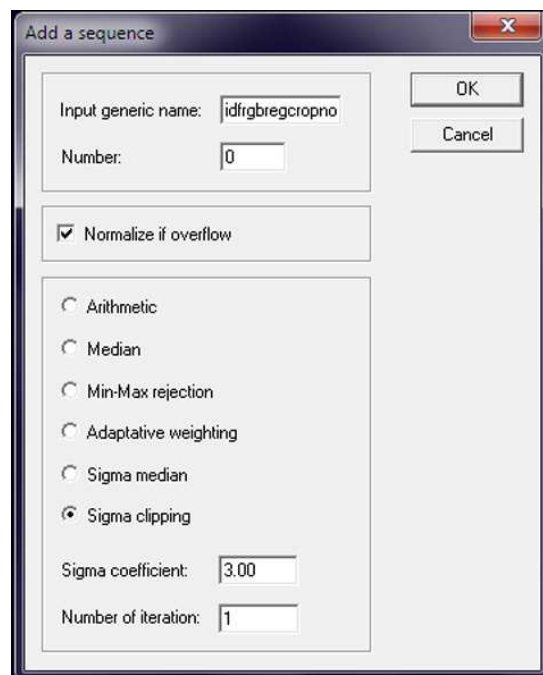 Add a sequence
Input generic name: idfrgbregcropno
OK
Number: 0
Cancel
Normalize if overflow
Arithmetic
Median
Min-Max rejection
Adaptative weighting
Sigma median
Sigma clipping
Sigma coefficient: 3.00
Number of iteration: 1